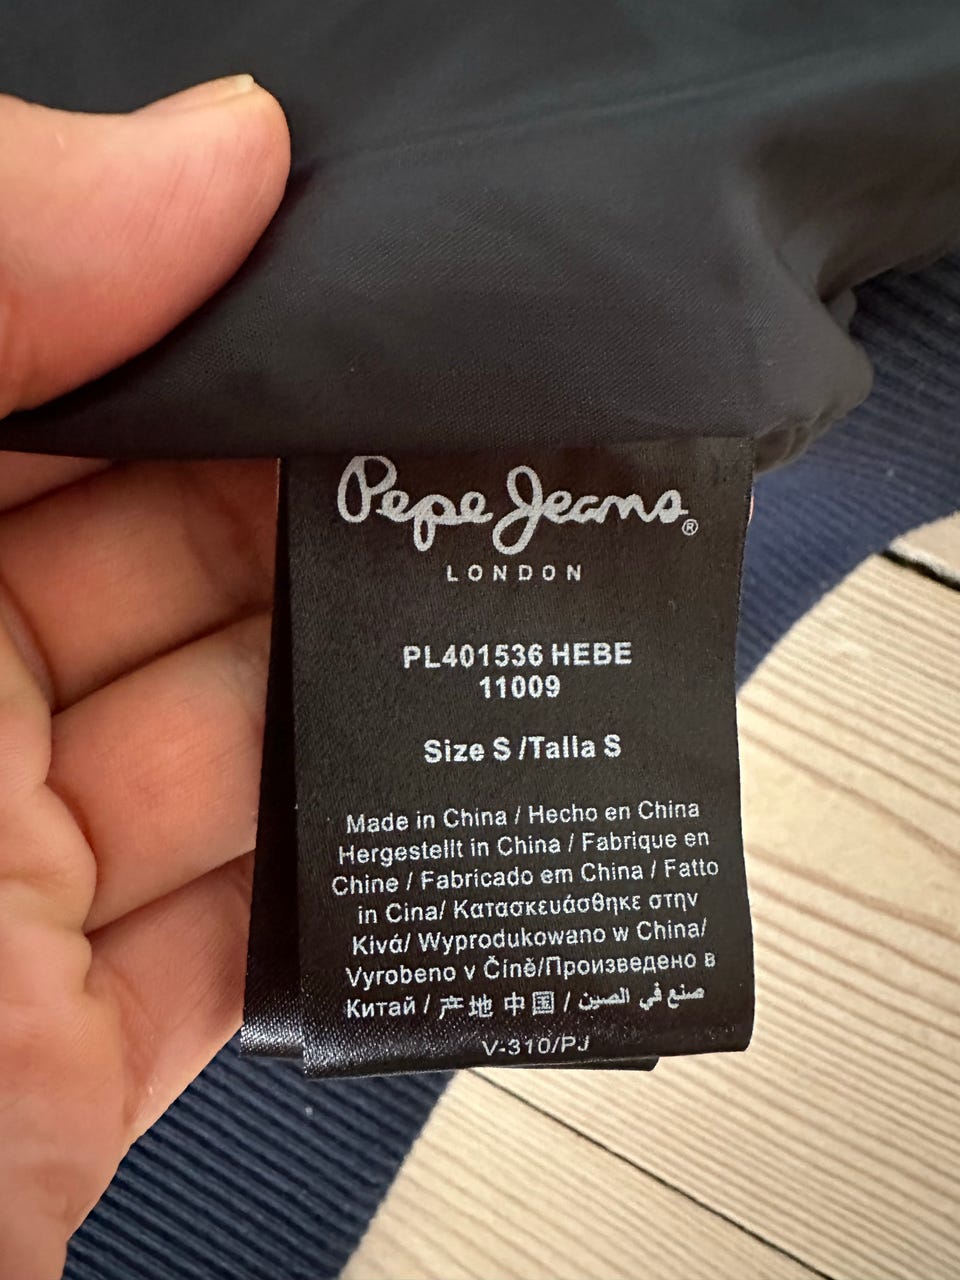 Pepe Jeans®
LONDON
PL401536 HEBE
11009
Size S /Talla S
Made in China / Hecho en China
Hergestellt in China / Fabrique en
Chine / Fabricado em China / Fatto
in Cina/ Κατασκευάσθηκε στην
Κινά/ Wyprodukowano w China/
Vyrobeno v Číně/Произведено в
Китай / 产地 中国 / صنع في الصين
V-310/PJ